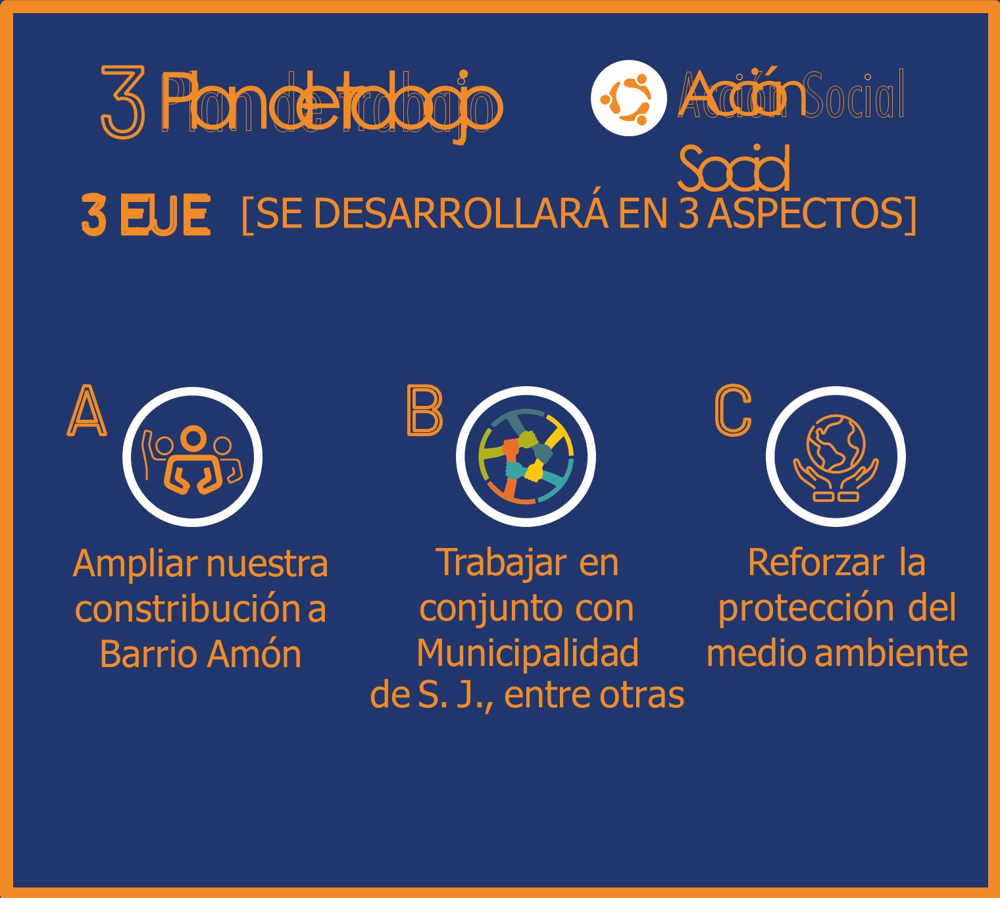 3 Plan de trabajo
Acción Social
3 EJE [SE DESARROLLARÁ EN 3 ASPECTOS]
A
Ampliar nuestra
constribución a
Barrio Amón
B
Trabajar en
conjunto con
Municipalidad
de S. J., entre otras
C
Reforzar la
protección del
medio ambiente